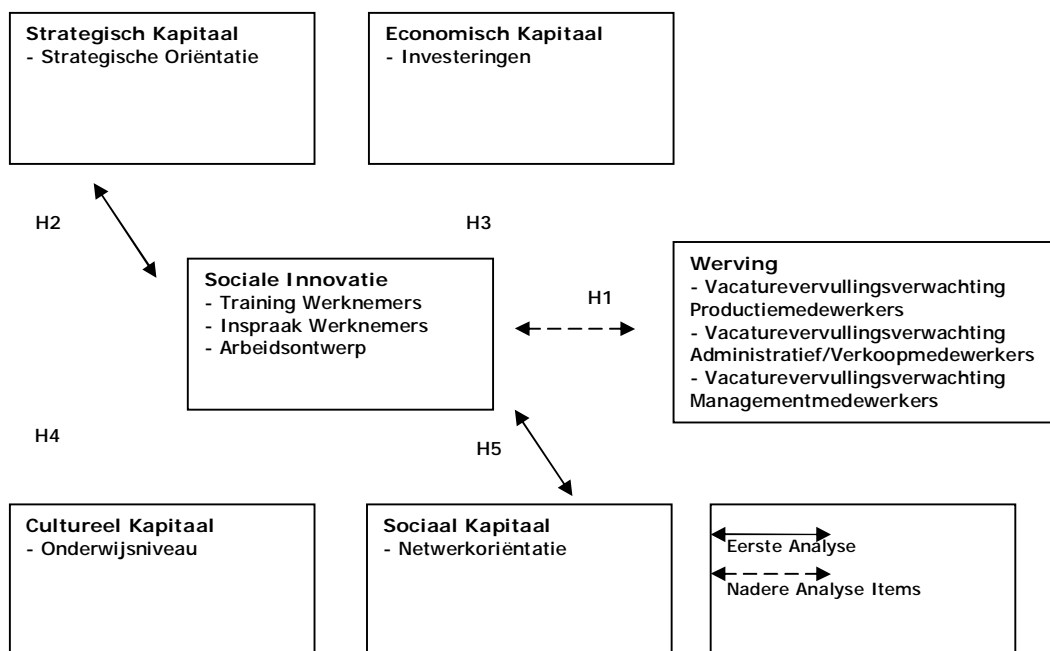 Strategisch Kapitaal
- Strategische Oriëntatie
Economisch Kapitaal
- Investeringen
H2
H3
Sociale Innovatie
- Training Werknemers
- Inspraak Werknemers
- Arbeidsontwerp
H1
Werving
- Vacaturevervullingsverwachting
Productiemedewerkers
- Vacaturevervullingsverwachting
Administratief/Verkoopmedewerkers
- Vacaturevervullingsverwachting
Managementmedewerkers
H4
H5
Cultureel Kapitaal
- Onderwijsniveau
Sociaal Kapitaal
- Netwerkoriëntatie
Eerste Analyse
Nadere Analyse Items